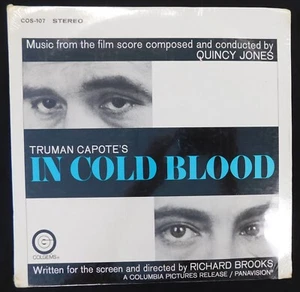 COS-107 STEREO
Music from the film score composed and conducted by
QUINCY JONES
TRUMAN CAPOTE'S
IN COLD BLOOD
COLGEMS
Written for the screen and directed by RICHARD BROOKS
A COLUMBIA PICTURES RELEASE / PANAVISION®